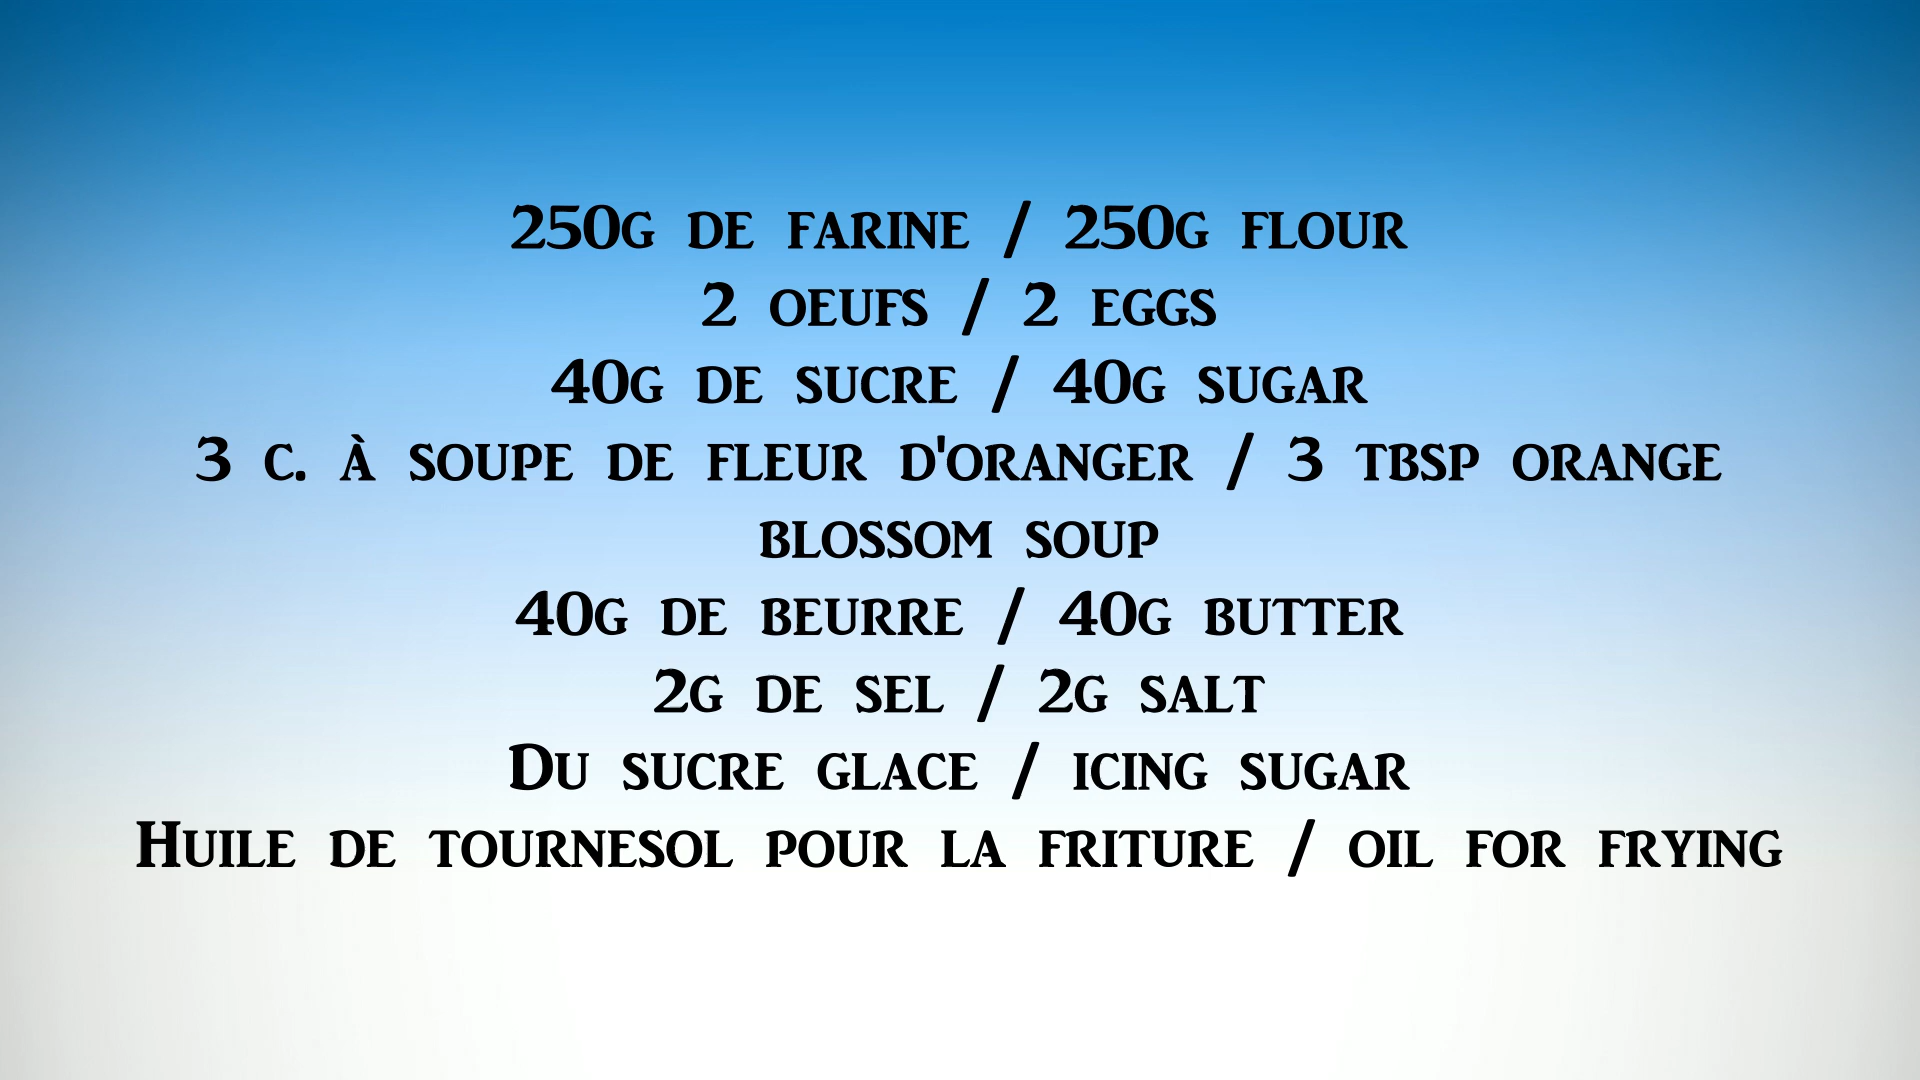 250g de farine / 250g flour
2 oeufs / 2 eggs
40g de sucre / 40g sugar
3 c. à soupe de fleur d'oranger / 3 tbsp orange
blossom soup
40g de beurre / 40g butter
2g de sel / 2g salt
Du sucre glace / icing sugar
Huile de tournesol pour la friture / oil for frying